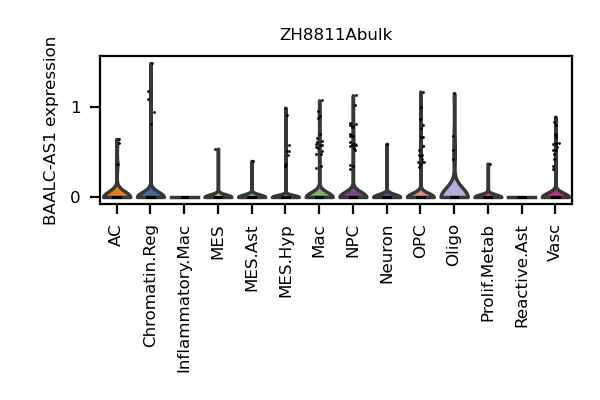 ZH8811Abulk
BAALC-AS1 expression
1
0
AC
Chromatin.Reg
Inflammatory.Mac
MES
MES.Ast
MES.Hyp
Mac
NPC
Neuron
OPC
Oligo
Prolif.Metab
Reactive.Ast
Vasc